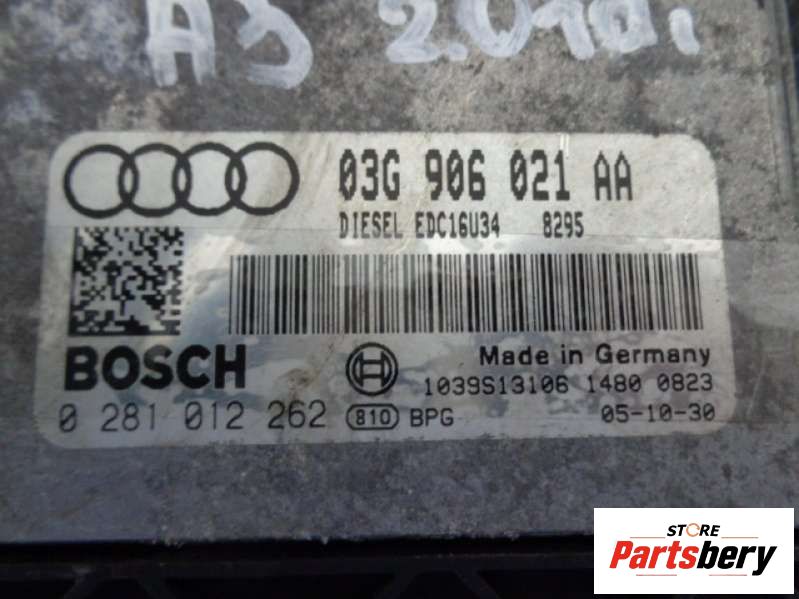 A3 2.0TDi
03G 906 021 AA
DIESEL EDC16U34 8295
BOSCH
Made in Germany
1039S13106 1480 0823
0 281 012 262 810 BPG 05-10-30
STORE
Partsbery